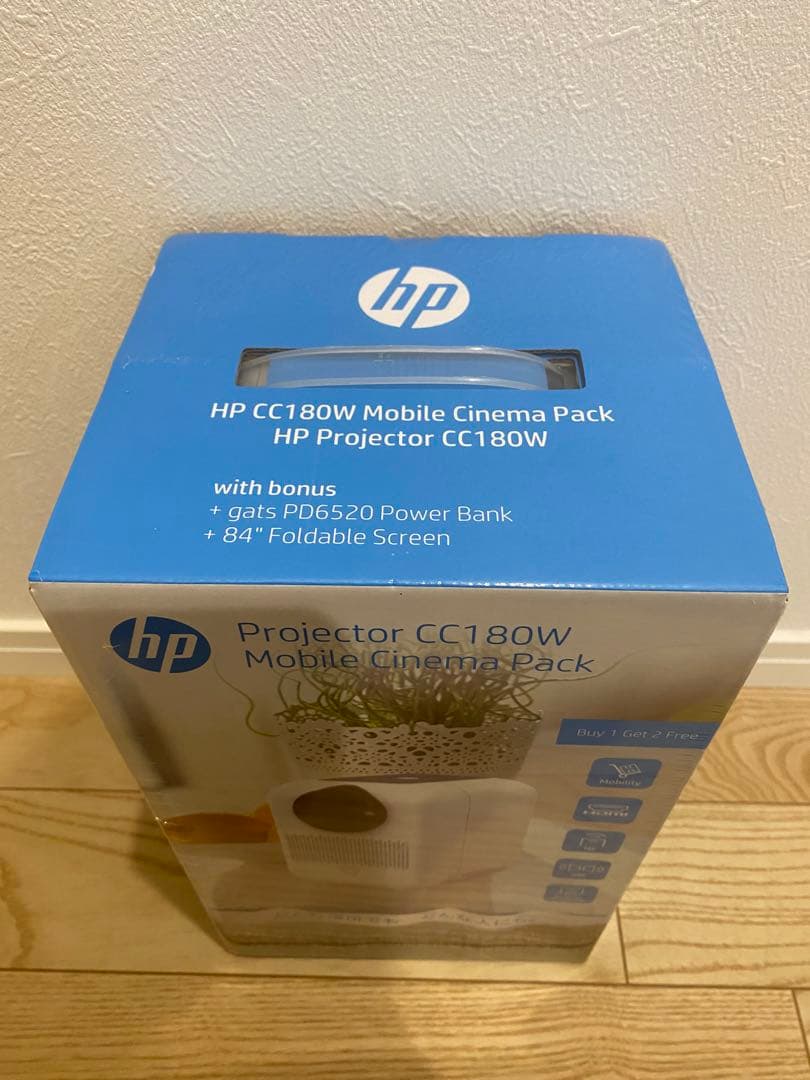 hp
HP CC180W Mobile Cinema Pack
HP Projector CC180W
with bonus
+ gats PD6520 Power Bank
+ 84" Foldable Screen
hp
Projector CC180W
Mobile Cinema Pack
Buy 1 Get 2 Free
Mobility
HDMI